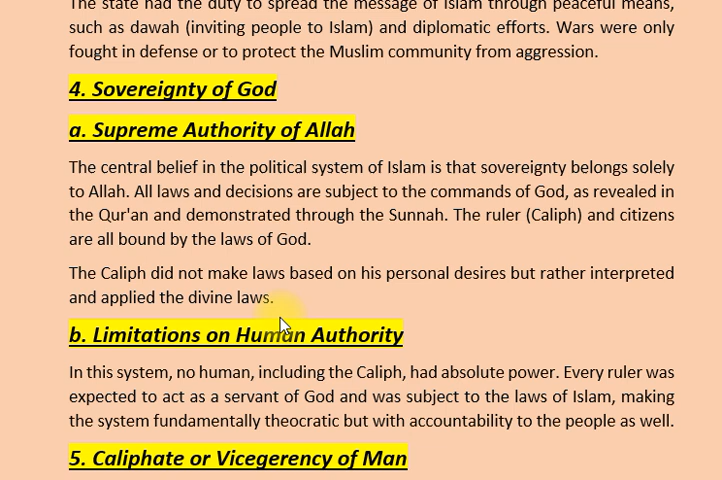 The state had the duty to spread the message of Islam through peaceful means,
such as dawah (inviting people to Islam) and diplomatic efforts. Wars were only
fought in defense or to protect the Muslim community from aggression.
4. Sovereignty of God
a. Supreme Authority of Allah
The central belief in the political system of Islam is that sovereignty belongs solely
to Allah. All laws and decisions are subject to the commands of God, as revealed in
the Qur'an and demonstrated through the Sunnah. The ruler (Caliph) and citizens
are all bound by the laws of God.
The Caliph did not make laws based on his personal desires but rather interpreted
and applied the divine laws.
b. Limitations on Human Authority
In this system, no human, including the Caliph, had absolute power. Every ruler was
expected to act as a servant of God and was subject to the laws of Islam, making
the system fundamentally theocratic but with accountability to the people as well.
5. Caliphate or Vicegerency of Man